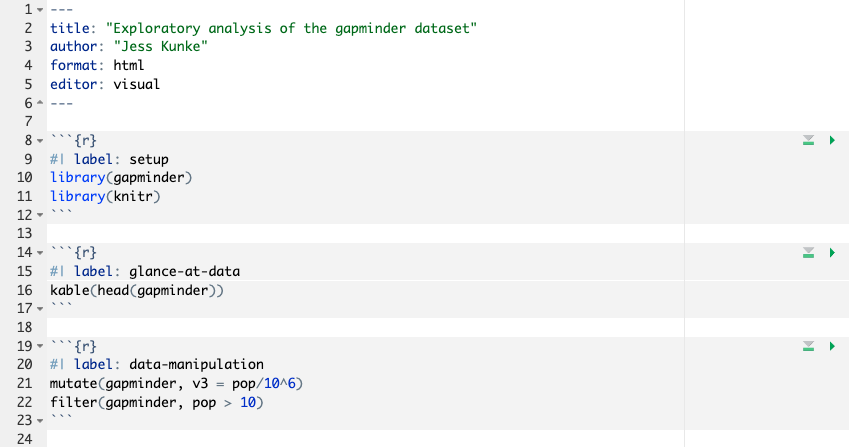 1 ---
2 title: "Exploratory analysis of the gapminder dataset"
3 author: "Jess Kunke"
4 format: html
5 editor: visual
6 ---
7
8 ```{r}
9 #| label: setup
10 library(gapminder)
11 library(knitr)
12 ```
13
14 ```{r}
15 #| label: glance-at-data
16 kable(head(gapminder))
17 ```
18
19 ```{r}
20 #| label: data-manipulation
21 mutate(gapminder, v3 = pop/10^6)
22 filter(gapminder, pop > 10)
23 ```
24